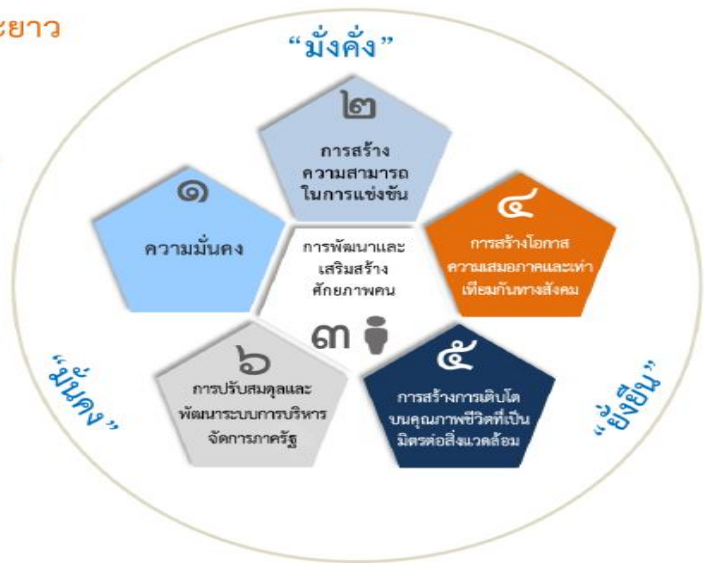 “มั่งคั่ง”
๒
การสร้าง
ความสามารถ
ในการแข่งขัน
๑
ความมั่นคง
การพัฒนาและ
เสริมสร้าง
ศักยภาพคน
๓
๔
การสร้างโอกาส
ความเสมอภาคและเท่า
เทียมกันทางสังคม
๖
การปรับสมดุลและ
พัฒนาระบบการบริหาร
จัดการภาครัฐ
๕
การสร้างการเติบโต
บนคุณภาพชีวิตที่เป็น
มิตรต่อสิ่งแวดล้อม
“มั่นคง”
“ยั่งยืน”